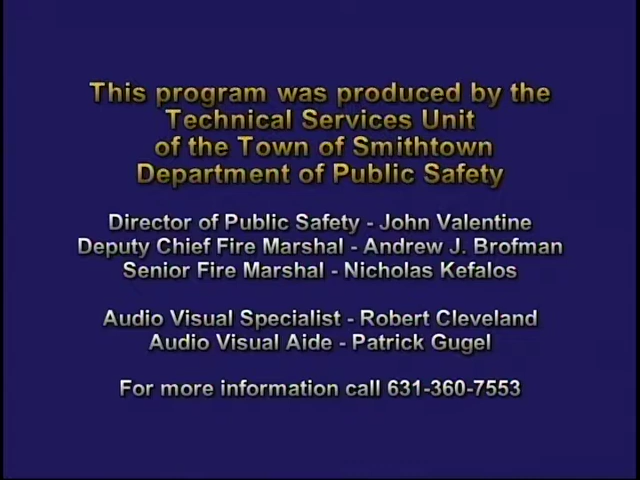 This program was produced by the
Technical Services Unit
of the Town of Smithtown
Department of Public Safety
Director of Public Safety - John Valentine
Deputy Chief Fire Marshal - Andrew J. Brofman
Senior Fire Marshal - Nicholas Kefalos
Audio Visual Specialist - Robert Cleveland
Audio Visual Aide - Patrick Gugel
For more information call 631-360-7553